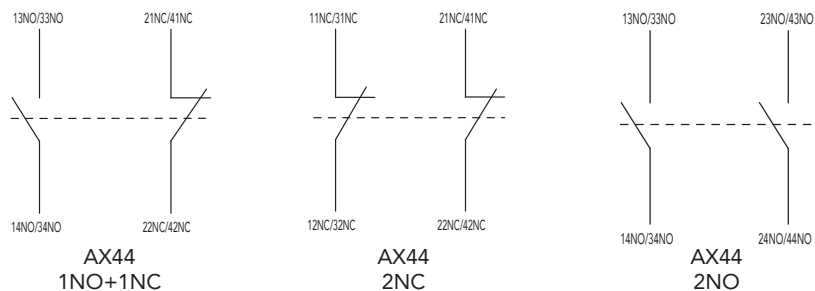 13NO/33NO 21NC/41NC
14NO/34NO 22NC/42NC
AX44
1NO+1NC
11NC/31NC 21NC/41NC
12NC/32NC 22NC/42NC
AX44
2NC
13NO/33NO 23NO/43NO
14NO/34NO 24NO/44NO
AX44
2NO